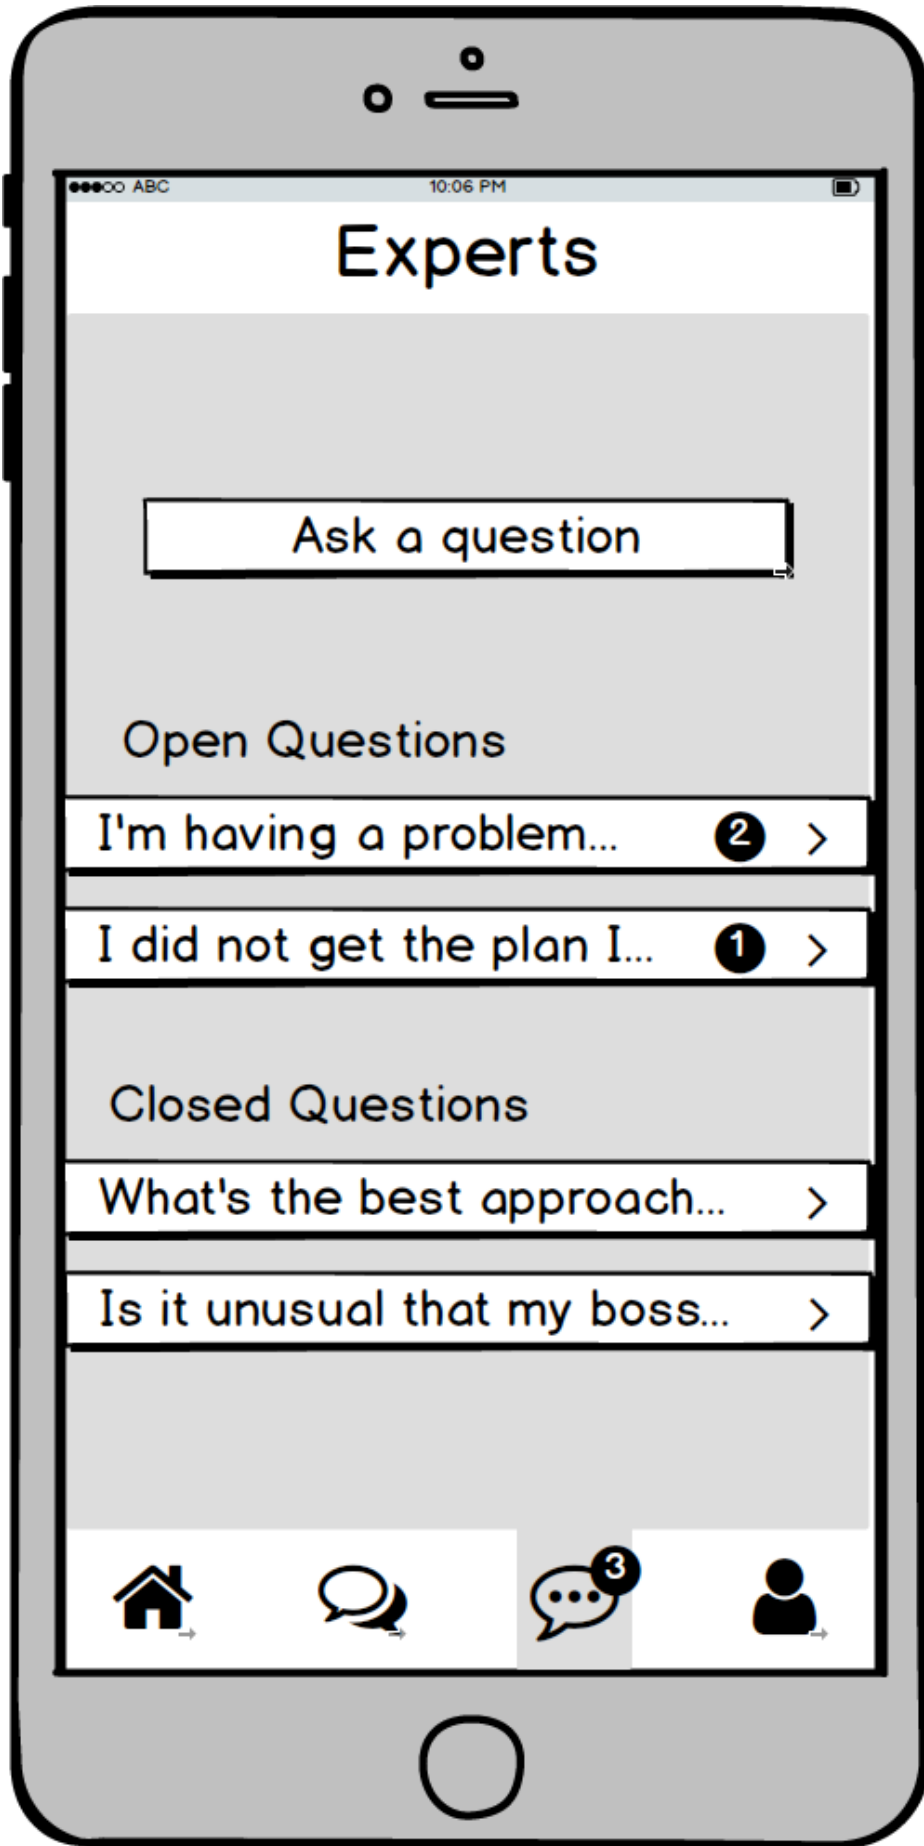 ABC 10:06 PM
Experts
Ask a question
Open Questions
I'm having a problem... 2 >
I did not get the plan I... 1 >
Closed Questions
What's the best approach... >
Is it unusual that my boss... >
3